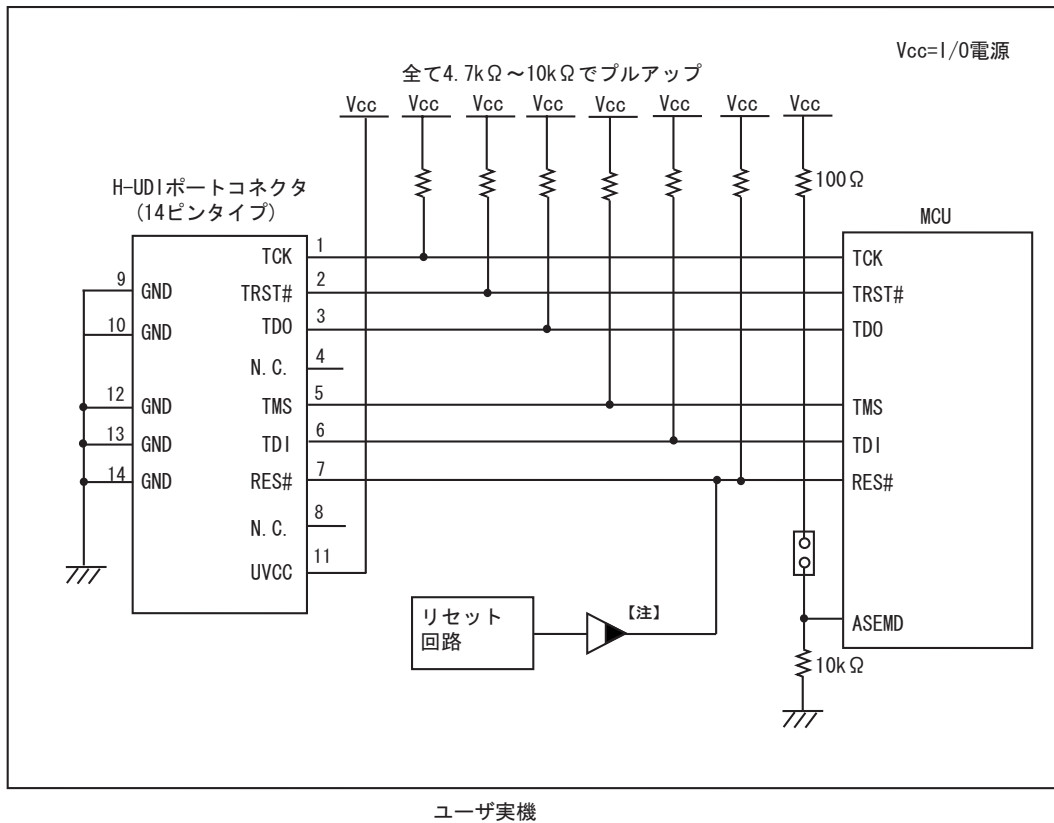 Vcc=I/O電源
全て4.7kΩ～10kΩでプルアップ
Vcc Vcc Vcc Vcc Vcc Vcc Vcc Vcc
100Ω
H-UDIポートコネクタ
(14ピンタイプ)
MCU
TCK 1 TCK
9 GND
TRST# 2 TRST#
10 GND
TDO 3 TDO
N.C. 4
12 GND
TMS 5 TMS
13 GND
TDI 6 TDI
14 GND
RES# 7 RES#
N.C. 8
UVCC 11
リセット
回路
【注】
ASEMD
10kΩ
ユーザ実機